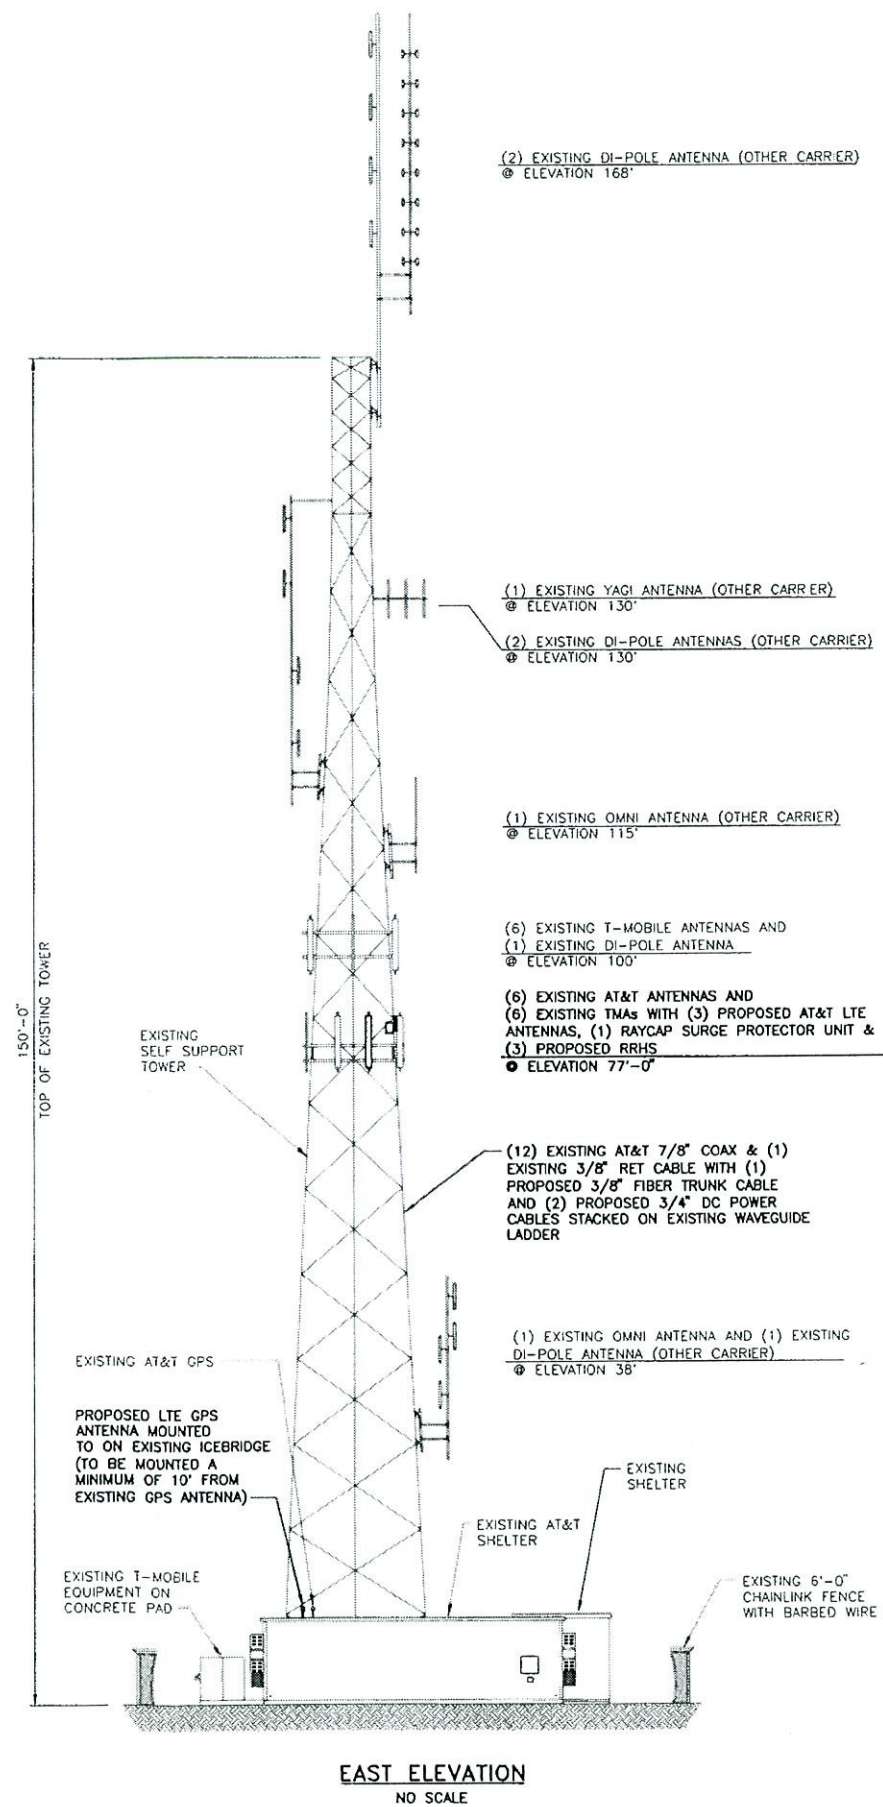 (2) EXISTING DI-POLE ANTENNA (OTHER CARRIER)
@ ELEVATION 168'
(1) EXISTING YAGI ANTENNA (OTHER CARRIER)
@ ELEVATION 130'
(2) EXISTING DI-POLE ANTENNAS (OTHER CARRIER)
@ ELEVATION 130'
(1) EXISTING OMNI ANTENNA (OTHER CARRIER)
@ ELEVATION 115'
(6) EXISTING T-MOBILE ANTENNAS AND
(1) EXISTING DI-POLE ANTENNA
@ ELEVATION 100'
(6) EXISTING AT&T ANTENNAS AND
(6) EXISTING TMAs WITH (3) PROPOSED AT&T LTE
ANTENNAS, (1) RAYCAP SURGE PROTECTOR UNIT &
(3) PROPOSED RRHS
@ ELEVATION 77'-0"
150'-0"
TOP OF EXISTING TOWER
EXISTING
SELF SUPPORT
TOWER
(12) EXISTING AT&T 7/8" COAX & (1)
EXISTING 3/8" RET CABLE WITH (1)
PROPOSED 3/8" FIBER TRUNK CABLE
AND (2) PROPOSED 3/4" DC POWER
CABLES STACKED ON EXISTING WAVEGUIDE
LADDER
(1) EXISTING OMNI ANTENNA AND (1) EXISTING
DI-POLE ANTENNA (OTHER CARRIER)
@ ELEVATION 38'
EXISTING AT&T GPS
PROPOSED LTE GPS
ANTENNA MOUNTED
TO ON EXISTING ICEBRIDGE
(TO BE MOUNTED A
MINIMUM OF 10' FROM
EXISTING GPS ANTENNA)
EXISTING
SHELTER
EXISTING AT&T
SHELTER
EXISTING T-MOBILE
EQUIPMENT ON
CONCRETE PAD
EXISTING 6'-0"
CHAINLINK FENCE
WITH BARBED WIRE
EAST ELEVATION
NO SCALE